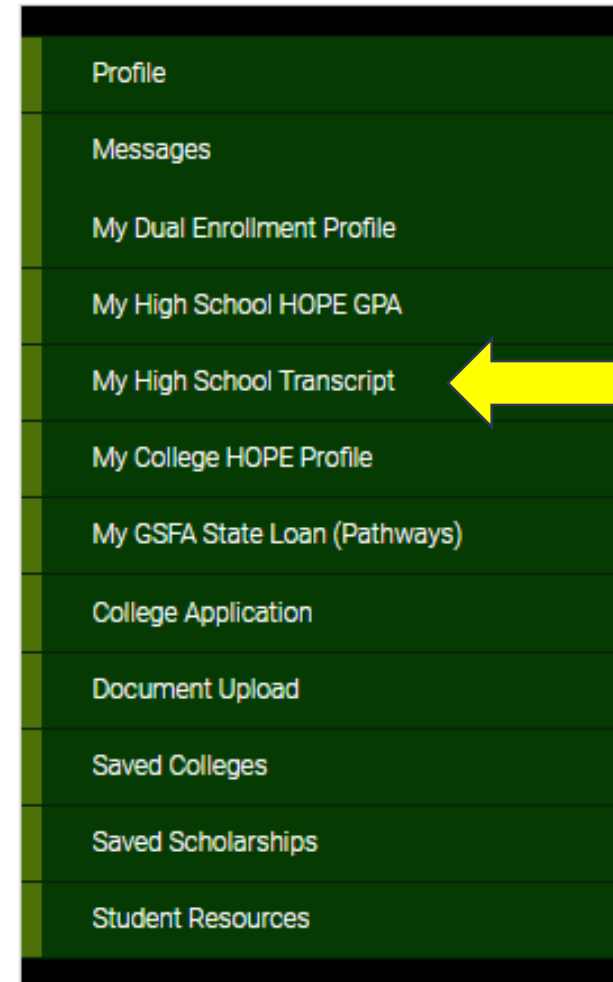 Profile
Messages
My Dual Enrollment Profile
My High School HOPE GPA
My High School Transcript
My College HOPE Profile
My GSFA State Loan (Pathways)
College Application
Document Upload
Saved Colleges
Saved Scholarships
Student Resources